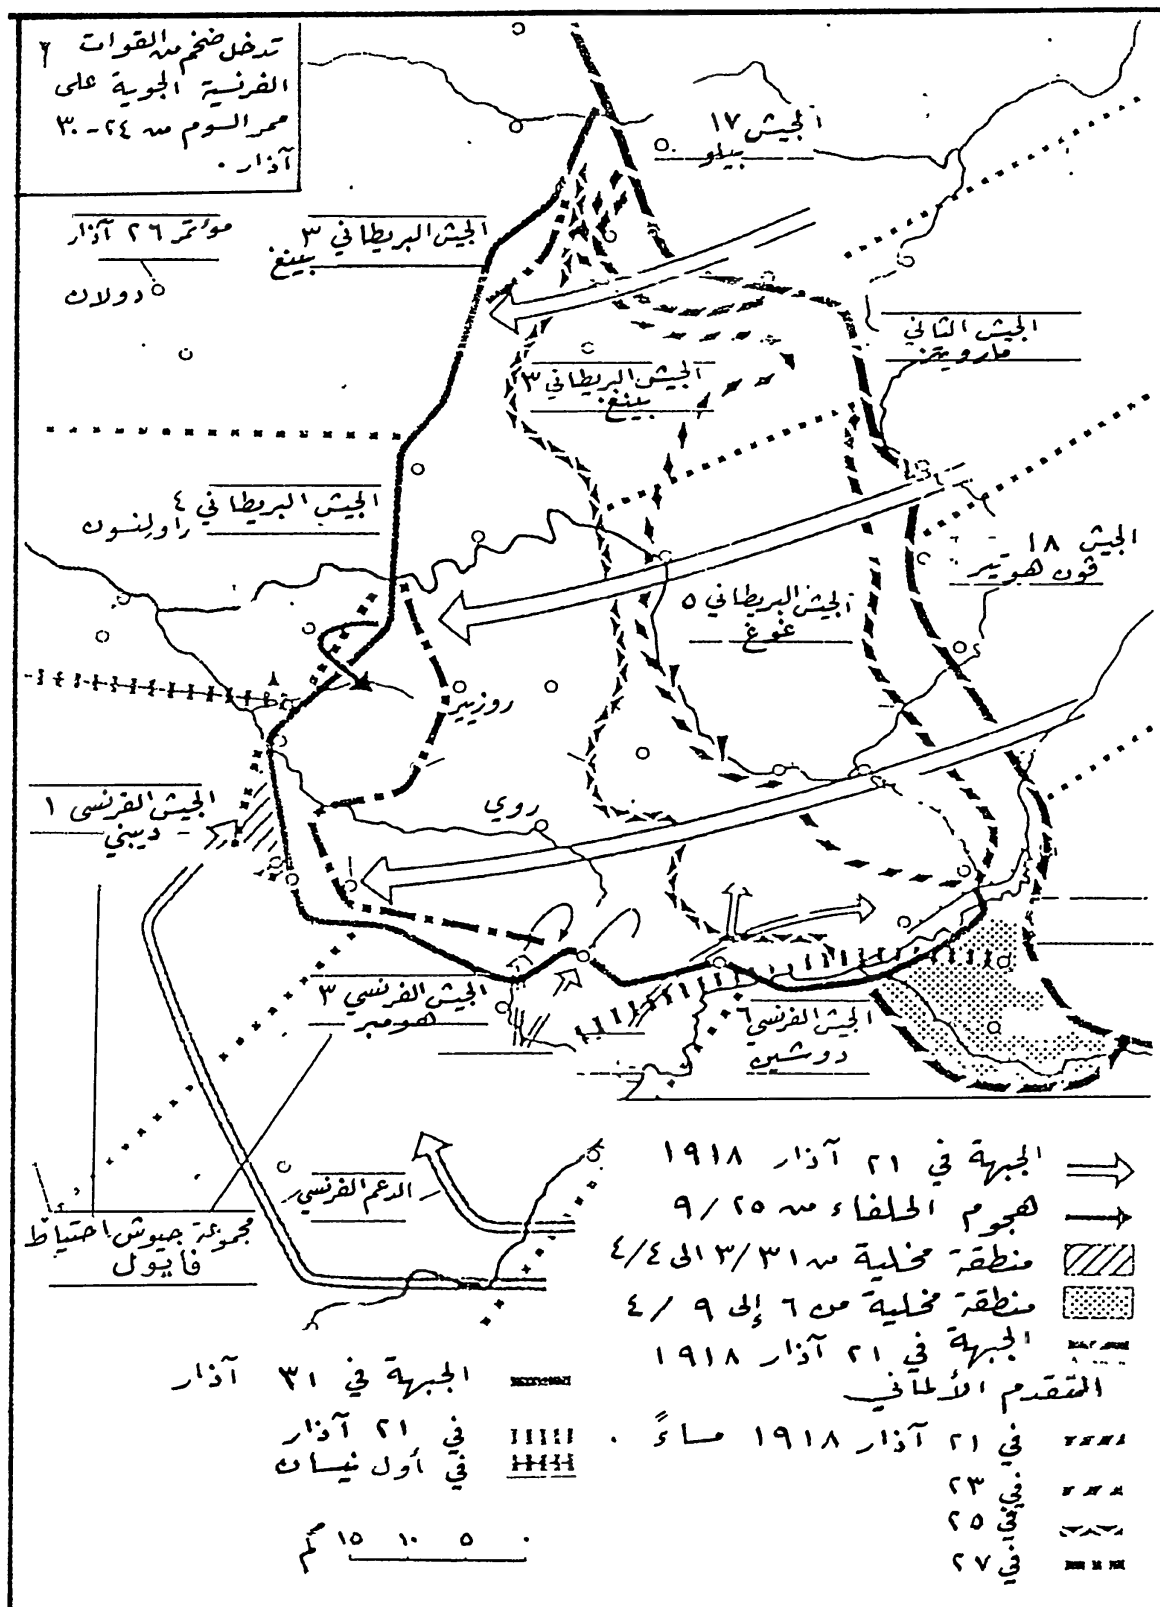 تدخل ضخم من القوات
الفرنسية الجوية على
ممر السوم من ٢٤-٣٠
آذار .
الجيش ١٧
بيلو
مؤتمر ٢٦ آذار
دولان
الجيش البريطاني ٣
بينغ
الجيش الثاني
مارويتز
الجيش البريطاني ٣
بينغ
الجيش البريطاني ٤
راولنسون
الجيش ١٨
فون هوتيير
الجيش البريطاني ٥
غوغ
روزيير
الجيش الفرنسي ١
ديبني
روي
الجيش الفرنسي ٣
هومبر
الجيش الفرنسي ٦
دوشين
الدعم الفرنسي
مجموعة جيوش احتياط
فايول
الجبهة في ٢١ آذار ١٩١٨
هجوم الحلفاء من ٢٥/٩
منطقة مخلية من ٣/٣١ الى ٤/٤
منطقة مخلية من ٦ إلى ٩/٤
الجبهة في ٢١ آذار ١٩١٨
التقدم الألماني
في ٢١ آذار ١٩١٨ مساءً .
في ٢٣
في ٢٥
في ٢٧
الجبهة في ٣١ آذار
في ٢١ آذار
في أول نيسان
٠ ٥ ١٠ ١٥ كم